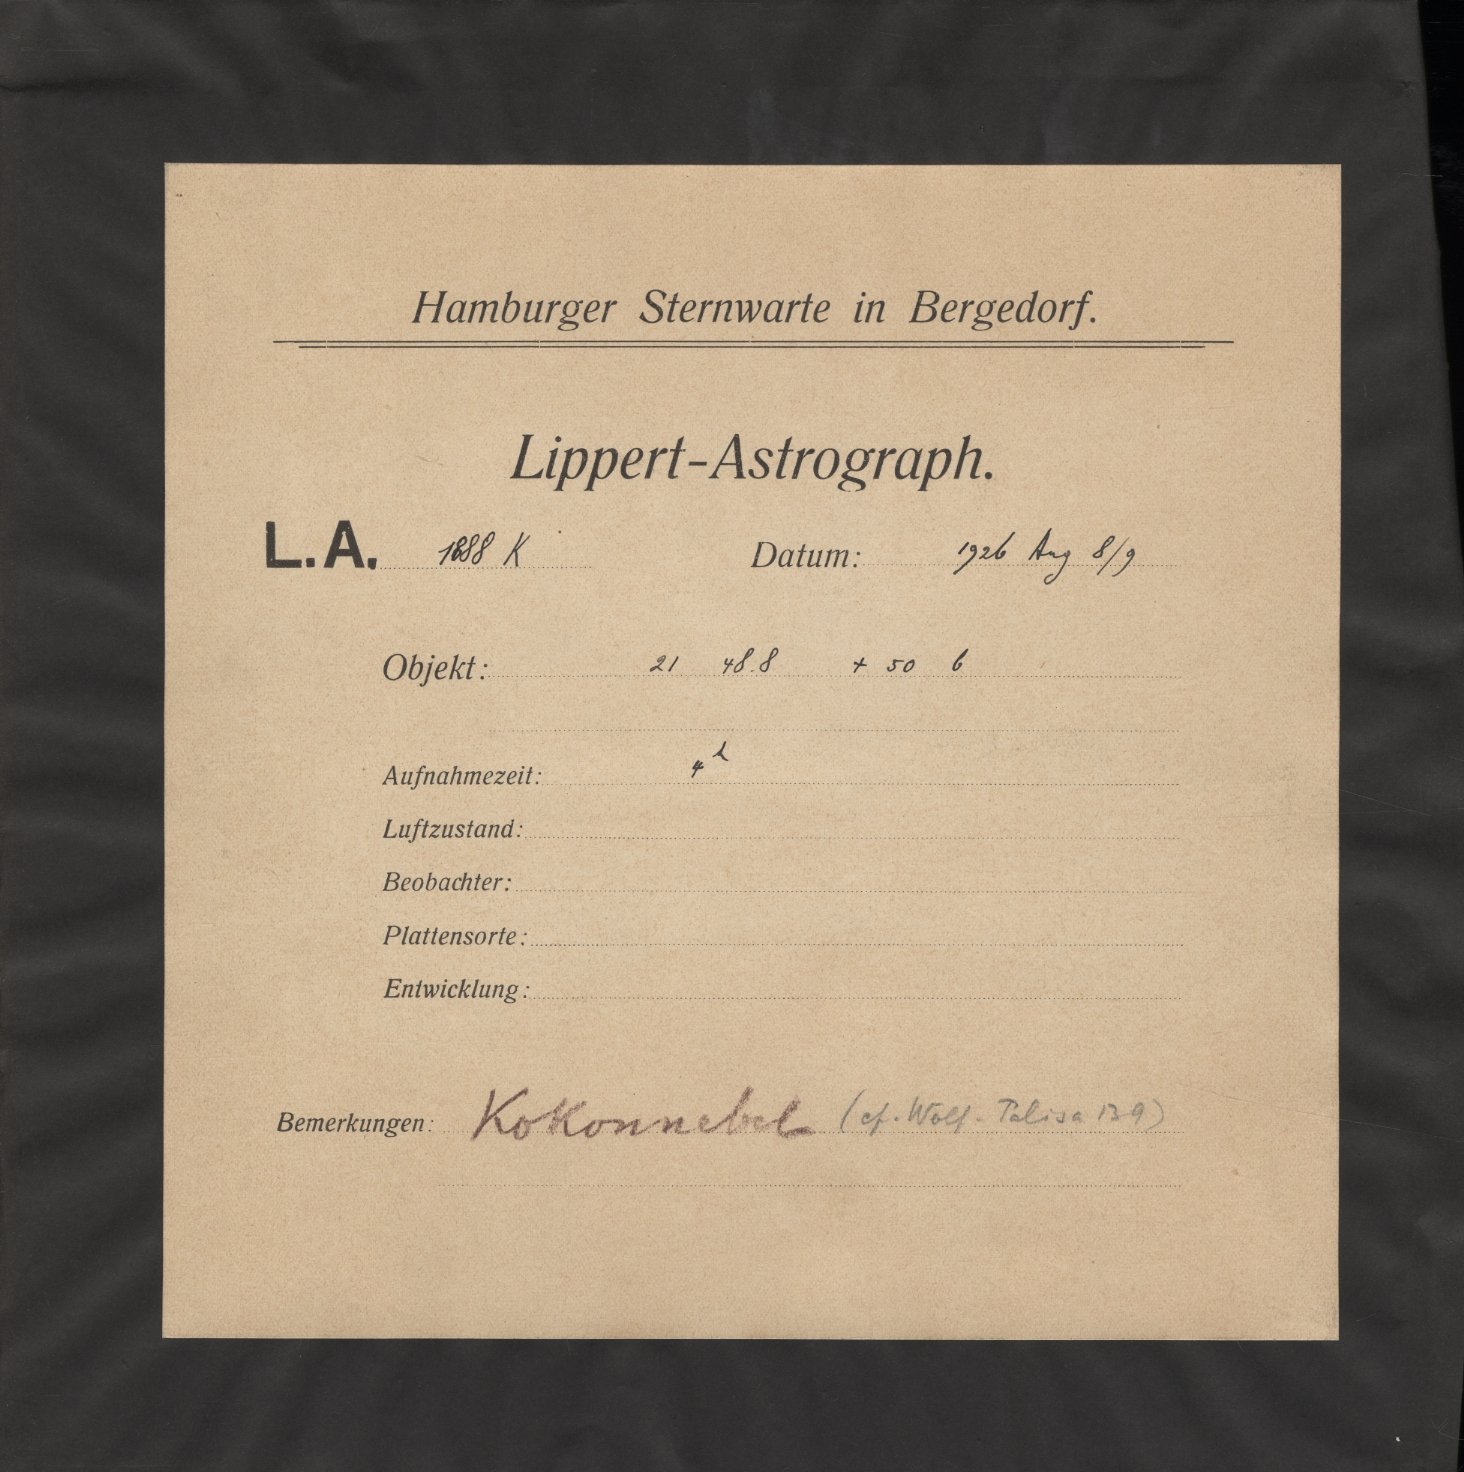 Hamburger Sternwarte in Bergedorf.
Lippert-Astrograph.
L.A. 1888 K Datum: 1926 Aug 8/9
Objekt: 21 48.8 + 50 6
Aufnahmezeit: 4 h
Luftzustand:
Beobachter:
Plattensorte:
Entwicklung:
Bemerkungen: Kokonnebel (cf. Wolf-Palisa 139)